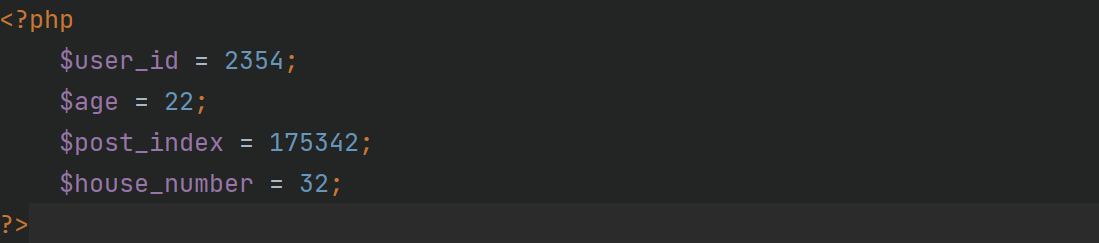 <?php
    $user_id = 2354;
    $age = 22;
    $post_index = 175342;
    $house_number = 32;
?>